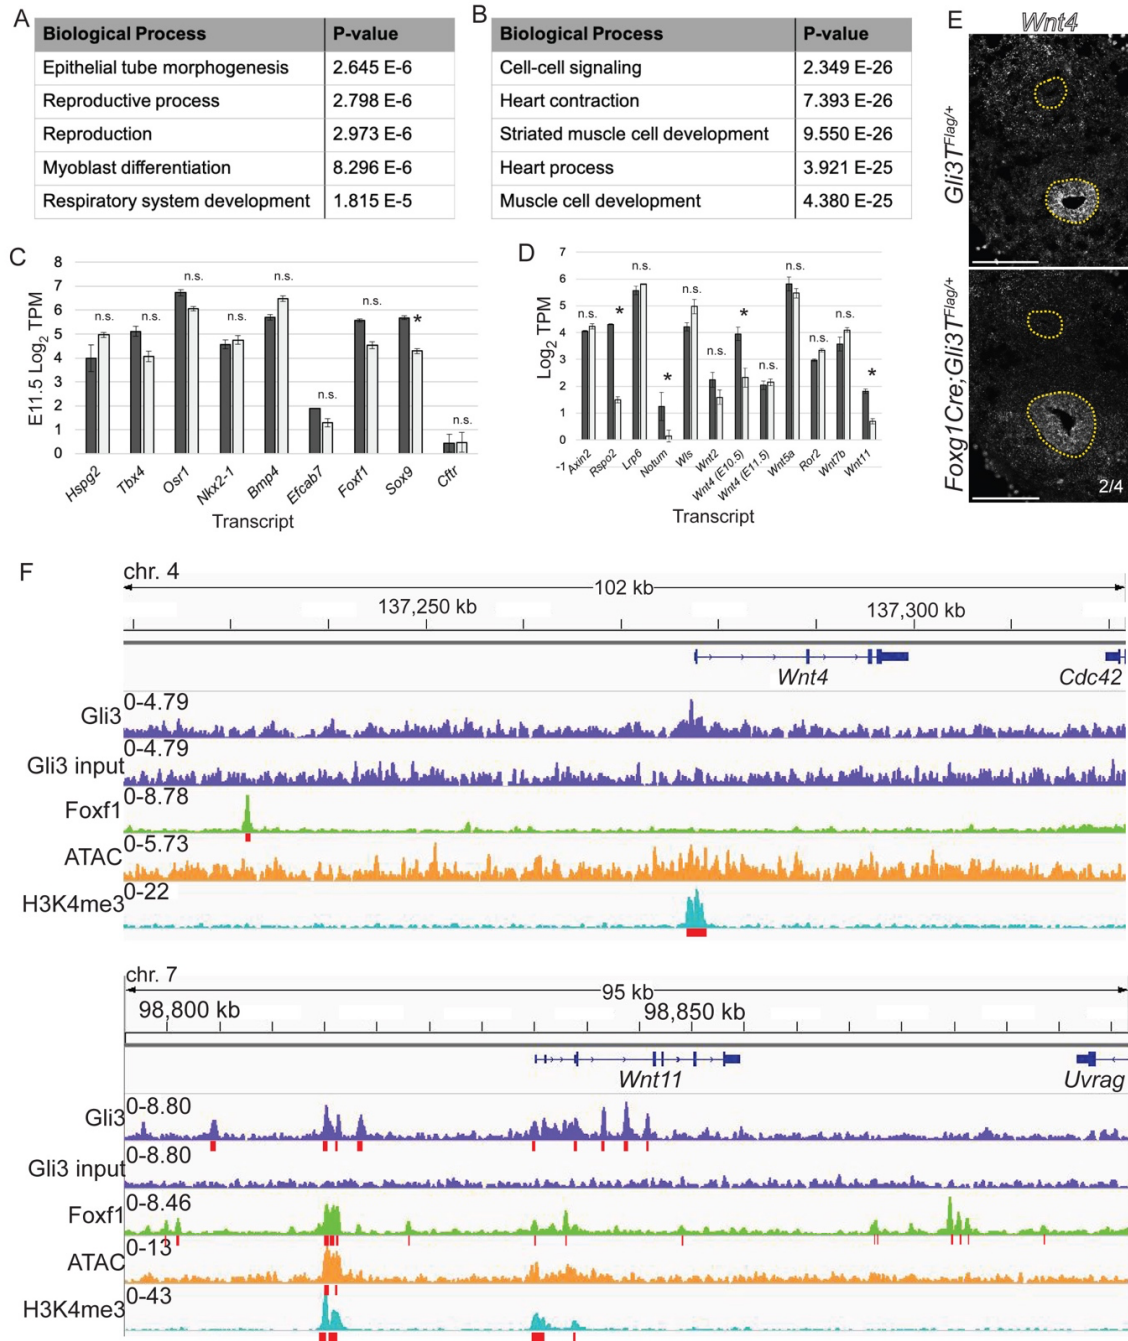 A
Biological Process P-value
Epithelial tube morphogenesis 2.645 E-6
Reproductive process 2.798 E-6
Reproduction 2.973 E-6
Myoblast differentiation 8.296 E-6
Respiratory system development 1.815 E-5
B
Biological Process P-value
Cell-cell signaling 2.349 E-26
Heart contraction 7.393 E-26
Striated muscle cell development 9.550 E-26
Heart process 3.921 E-25
Muscle cell development 4.380 E-25
C
E11.5 Log2 TPM
8
7
6
5
4
3
2
1
0
n.s. n.s. n.s. n.s. n.s. n.s. * n.s.
Hspg2 Tbx4 Osr1 Nkx2-1 Bmp4 Efcab7 Foxf1 Sox9 Cftr
Transcript
D
Log2 TPM
7
6
5
4
3
2
1
0
-1
n.s. * n.s. * n.s. n.s. * n.s. n.s. n.s. n.s. *
Axin2 Rspo2 Lrp6 Notum Wls Wnt2 Wnt4 (E10.5) Wnt4 (E11.5) Wnt5a Ror2 Wnt7b Wnt11
Transcript
E
Wnt4
Gli3TFlag/+
Foxg1Cre;Gli3TFlag/+
2/4
F
chr. 4
102 kb
137,250 kb 137,300 kb
Wnt4 Cdc42
Gli3 0-4.79
Gli3 input 0-4.79
Foxf1 0-8.78
ATAC 0-5.73
H3K4me3 0-22
chr. 7
95 kb
98,800 kb 98,850 kb
Wnt11 Uvrag
Gli3 0-8.80
Gli3 input 0-8.80
Foxf1 0-8.46
ATAC 0-13
H3K4me3 0-43